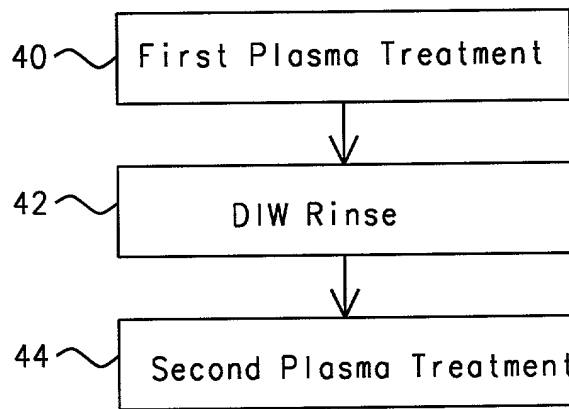 40 First Plasma Treatment
42 DIW Rinse
44 Second Plasma Treatment